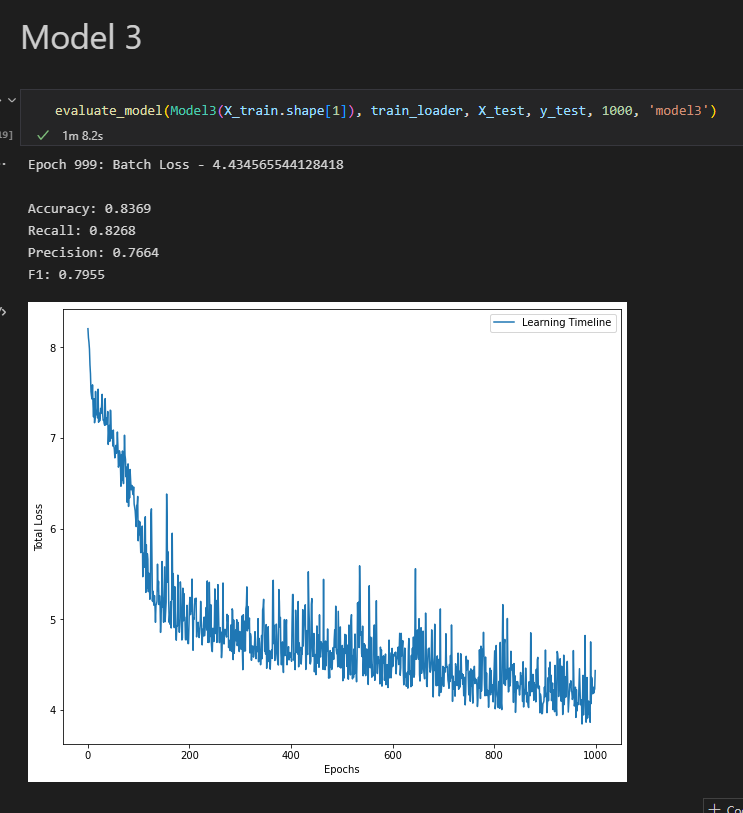 Model 3
evaluate_model(Model3(X_train.shape[1]), train_loader, X_test, y_test, 1000, 'model3')
19]
1m 8.2s
Epoch 999: Batch Loss - 4.434565544128418
Accuracy: 0.8369
Recall: 0.8268
Precision: 0.7664
F1: 0.7955
Learning Timeline
8
7
6
5
4
Total Loss
0 200 400 600 800 1000
Epochs